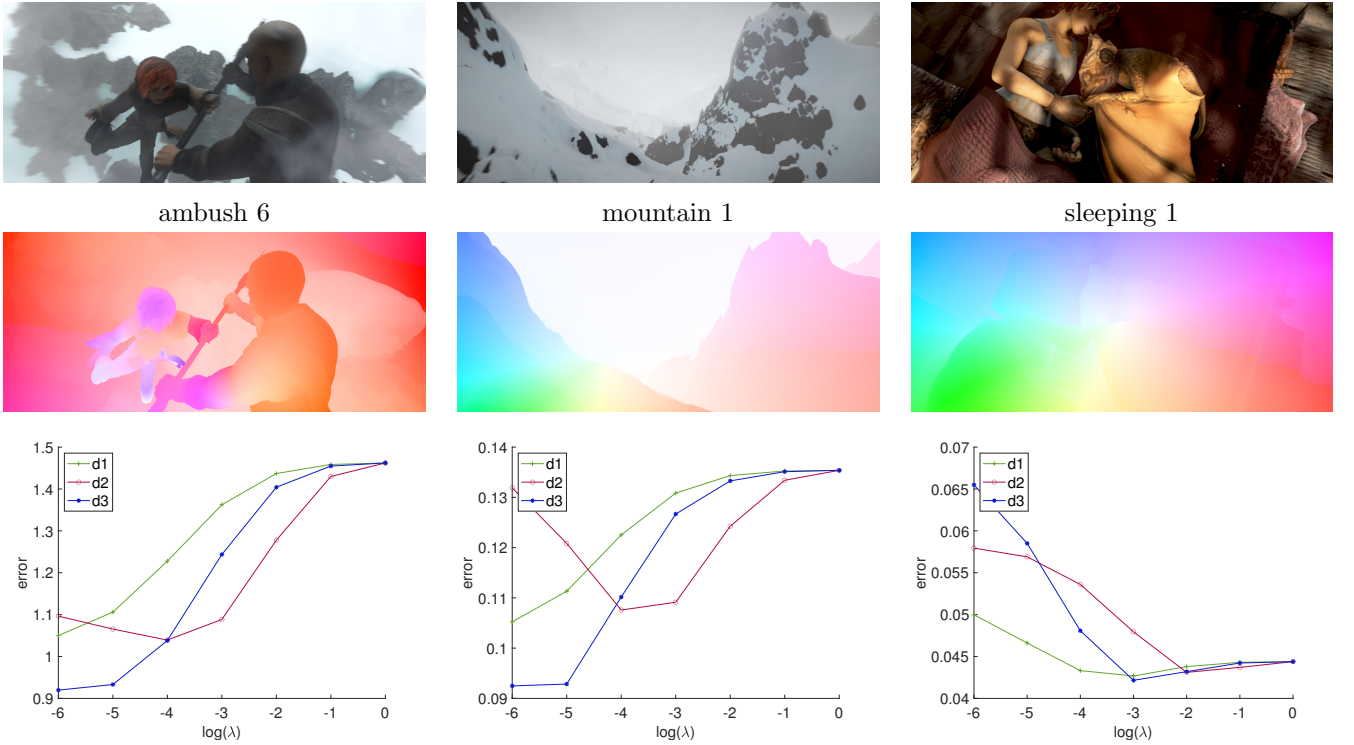 ambush 6
mountain 1
sleeping 1
1.5
1.4
1.3
1.2
1.1
1
0.9
error
d1
d2
d3
-6 -5 -4 -3 -2 -1 0
log(λ)
0.14
0.13
0.12
0.11
0.1
0.09
error
d1
d2
d3
-6 -5 -4 -3 -2 -1 0
log(λ)
0.07
0.065
0.06
0.055
0.05
0.045
0.04
error
d1
d2
d3
-6 -5 -4 -3 -2 -1 0
log(λ)